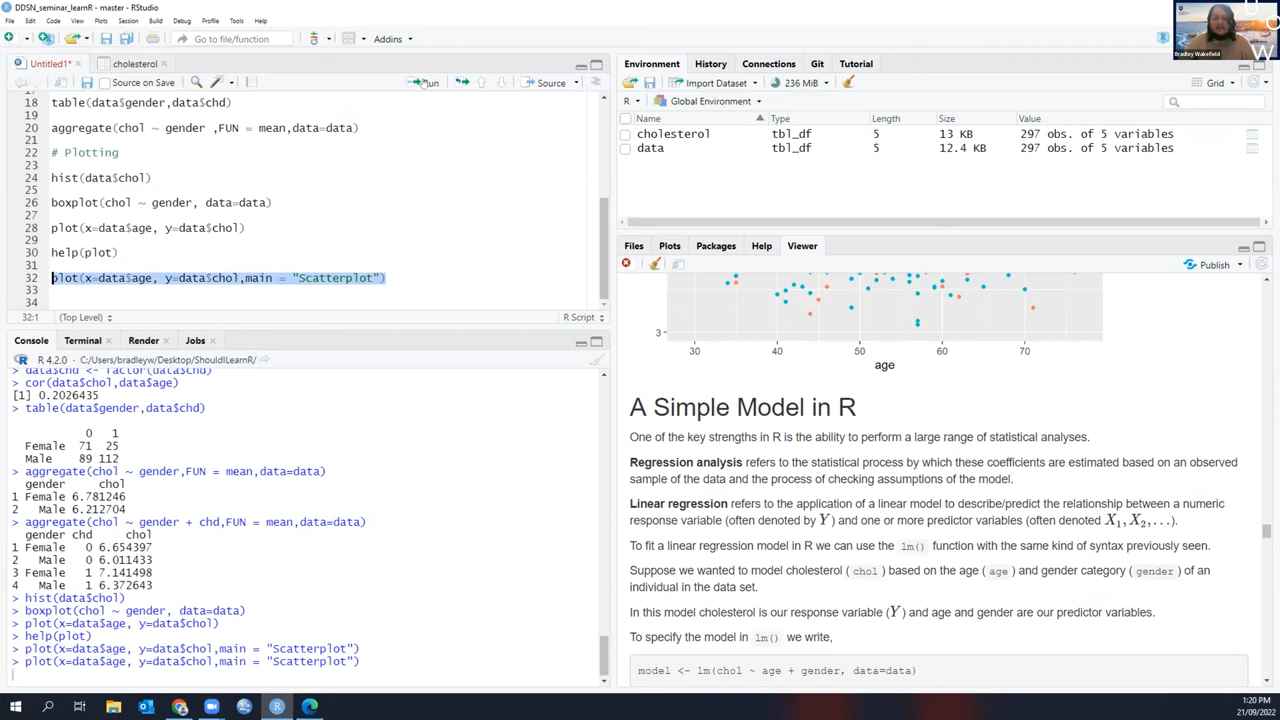 DDSN_seminar_learnR - master - RStudio
File Edit Code View Plots Session Build Debug Profile Tools Help
Go to file/function Addins
Bradley Wakefield
Untitled1* cholesterol
Source on Save Run Source
18 table(data$gender,data$chd)
19
20 aggregate(chol ~ gender ,FUN = mean,data=data)
21
22 # Plotting
23
24 hist(data$chol)
25
26 boxplot(chol ~ gender, data=data)
27
28 plot(x=data$age, y=data$chol)
29
30 help(plot)
31
32 plot(x=data$age, y=data$chol,main = "Scatterplot")
33
34
32:1 (Top Level) R Script
Console Terminal Render Jobs
R 4.2.0 · C:/Users/bradleyw/Desktop/ShouldILearnR/
data$chd <- factor(data$chd)
> cor(data$chol,data$age)
[1] 0.2026435
> table(data$gender,data$chd)
0 1
Female 71 25
Male 89 112
> aggregate(chol ~ gender,FUN = mean,data=data)
gender chol
1 Female 6.781246
2 Male 6.212704
> aggregate(chol ~ gender + chd,FUN = mean,data=data)
gender chd chol
1 Female 0 6.654397
2 Male 0 6.011433
3 Female 1 7.141498
4 Male 1 6.372643
> hist(data$chol)
> boxplot(chol ~ gender, data=data)
> plot(x=data$age, y=data$chol)
> help(plot)
> plot(x=data$age, y=data$chol,main = "Scatterplot")
> plot(x=data$age, y=data$chol,main = "Scatterplot")
Environment History Connections Git Tutorial
Import Dataset 236 MiB Grid
R Global Environment
Name Type Length Size Value
cholesterol tbl_df 5 13 KB 297 obs. of 5 variables
data tbl_df 5 12.4 KB 297 obs. of 5 variables
Files Plots Packages Help Viewer
Publish
3
30 40 50 60 70
age
A Simple Model in R
One of the key strengths in R is the ability to perform a large range of statistical analyses.
Regression analysis refers to the statistical process by which these coefficients are estimated based on an observed
sample of the data and the process of checking assumptions of the model.
Linear regression refers to the application of a linear model to describe/predict the relationship between a numeric
response variable (often denoted by Y) and one or more predictor variables (often denoted X1, X2, ...).
To fit a linear regression model in R we can use the lm() function with the same kind of syntax previously seen.
Suppose we wanted to model cholesterol ( chol ) based on the age ( age ) and gender category ( gender ) of an
individual in the data set.
In this model cholesterol is our response variable (Y) and age and gender are our predictor variables.
To specify the model in lm() we write,
model <- lm(chol ~ age + gender, data=data)
1:20 PM
21/09/2022